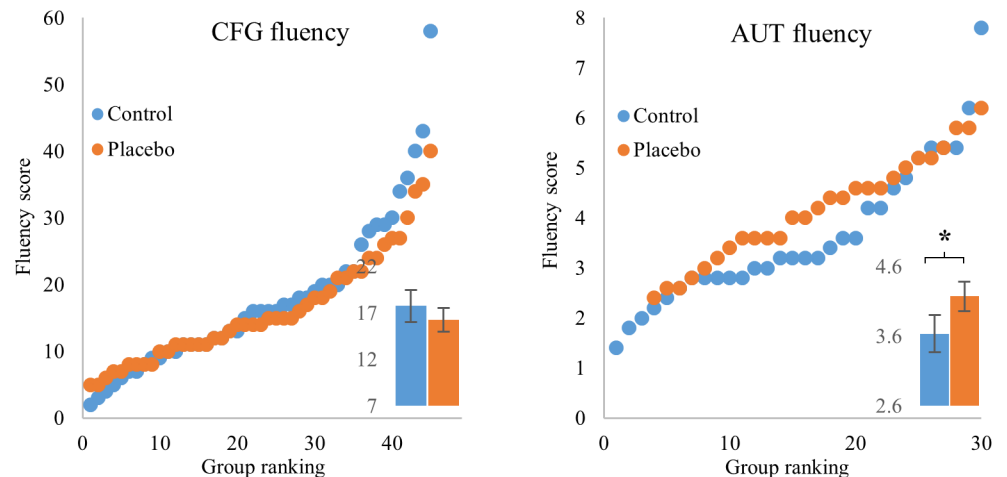 CFG fluency
Control
Placebo
Fluency score
60
50
40
30
20
10
0
0 10 20 30 40
Group ranking
22
17
12
7
AUT fluency
Control
Placebo
Fluency score
8
7
6
5
4
3
2
1
0
0 10 20 30
Group ranking
*
4.6
3.6
2.6